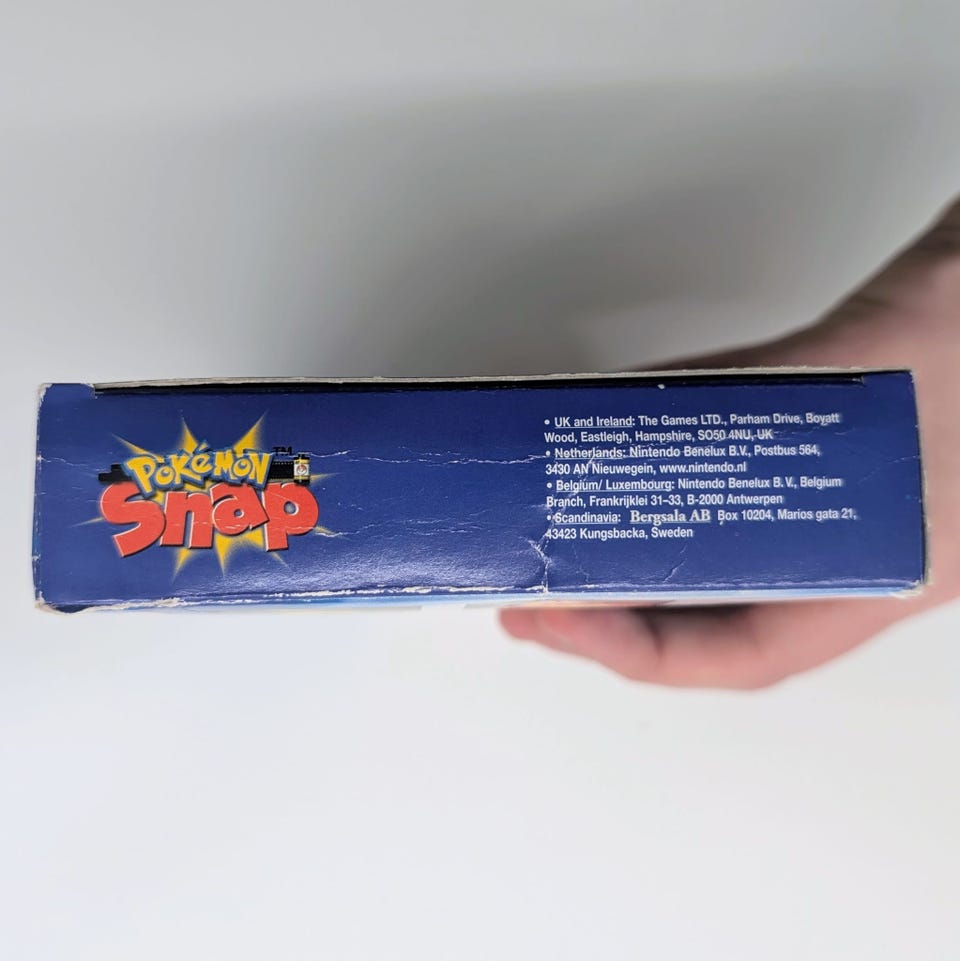 POKéMON TM
Snap
• UK and Ireland: The Games LTD., Parham Drive, Boyatt
Wood, Eastleigh, Hampshire, SO50 4NU, UK
• Netherlands: Nintendo Benelux B.V., Postbus 564,
3430 AN Nieuwegein, www.nintendo.nl
• Belgium/ Luxembourg: Nintendo Benelux B.V., Belgium
Branch, Frankrijklei 31–33, B-2000 Antwerpen
• Scandinavia: Bergsala AB Box 10204, Marios gata 21,
43423 Kungsbacka, Sweden